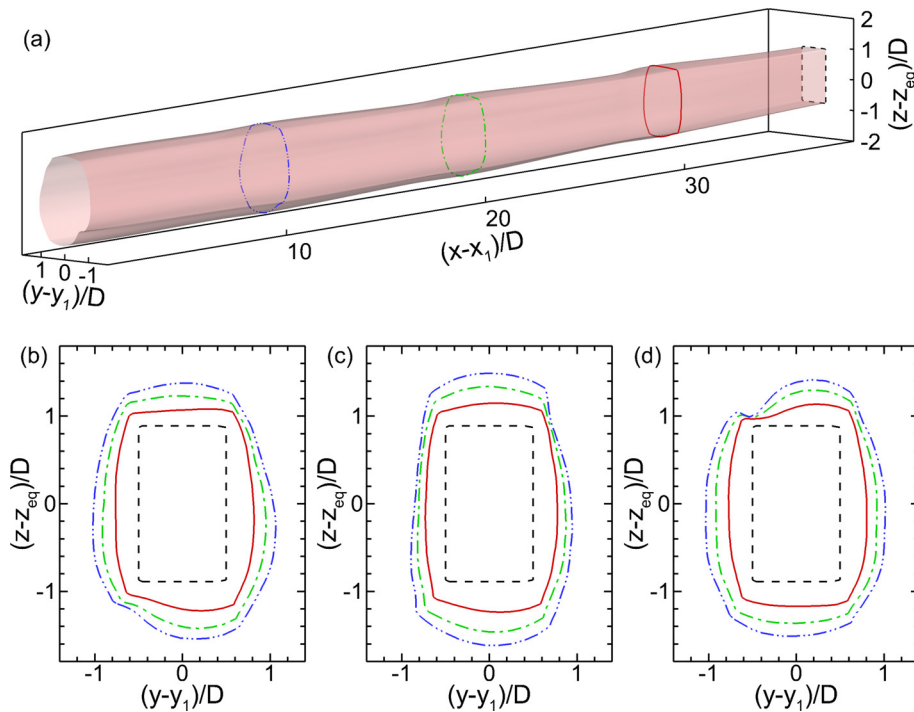 (a)
2
1
0
-1
-2
(z-z_eq)/D
30
20
10
(x-x_1)/D
1 0 -1
(y-y_1)/D
(b) (c) (d)
1 1 1
0 0 0
-1 -1 -1
(z-z_eq)/D (z-z_eq)/D (z-z_eq)/D
-1 0 1 -1 0 1 -1 0 1
(y-y_1)/D (y-y_1)/D (y-y_1)/D